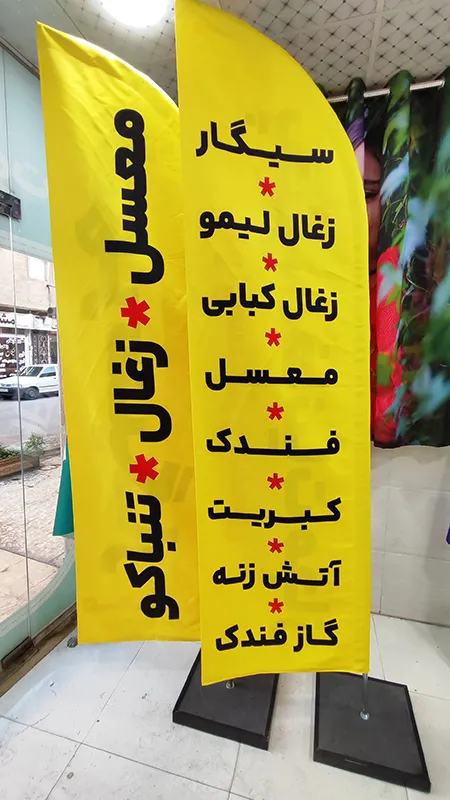 سیگار
*
زغال لیمو
*
زغال کبابی
*
معسل
*
فندک
*
کبریت
*
آتش زنه
*
گاز فندک
معسل * زغال * تنباکو